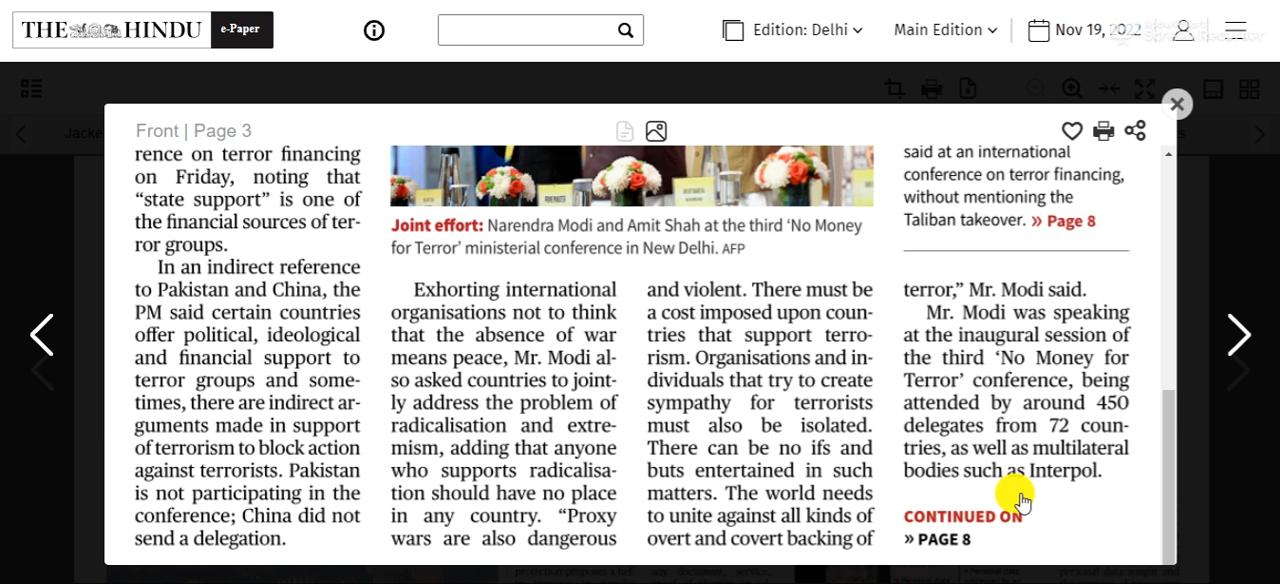 THE HINDU e-Paper
Edition: Delhi
Main Edition
Nov 19, 2022
Front | Page 3
rence on terror financing
on Friday, noting that
“state support” is one of
the financial sources of ter-
ror groups.
In an indirect reference
to Pakistan and China, the
PM said certain countries
offer political, ideological
and financial support to
terror groups and some-
times, there are indirect ar-
guments made in support
of terrorism to block action
against terrorists. Pakistan
is not participating in the
conference; China did not
send a delegation.
Joint effort: Narendra Modi and Amit Shah at the third ‘No Money
for Terror’ ministerial conference in New Delhi. AFP
Exhorting international
organisations not to think
that the absence of war
means peace, Mr. Modi al-
so asked countries to joint-
ly address the problem of
radicalisation and extre-
mism, adding that anyone
who supports radicalisa-
tion should have no place
in any country. “Proxy
wars are also dangerous
and violent. There must be
a cost imposed upon coun-
tries that support terro-
rism. Organisations and in-
dividuals that try to create
sympathy for terrorists
must also be isolated.
There can be no ifs and
buts entertained in such
matters. The world needs
to unite against all kinds of
overt and covert backing of
said at an international
conference on terror financing,
without mentioning the
Taliban takeover. » Page 8
terror,” Mr. Modi said.
Mr. Modi was speaking
at the inaugural session of
the third ‘No Money for
Terror’ conference, being
attended by around 450
delegates from 72 coun-
tries, as well as multilateral
bodies such as Interpol.
CONTINUED ON
» PAGE 8